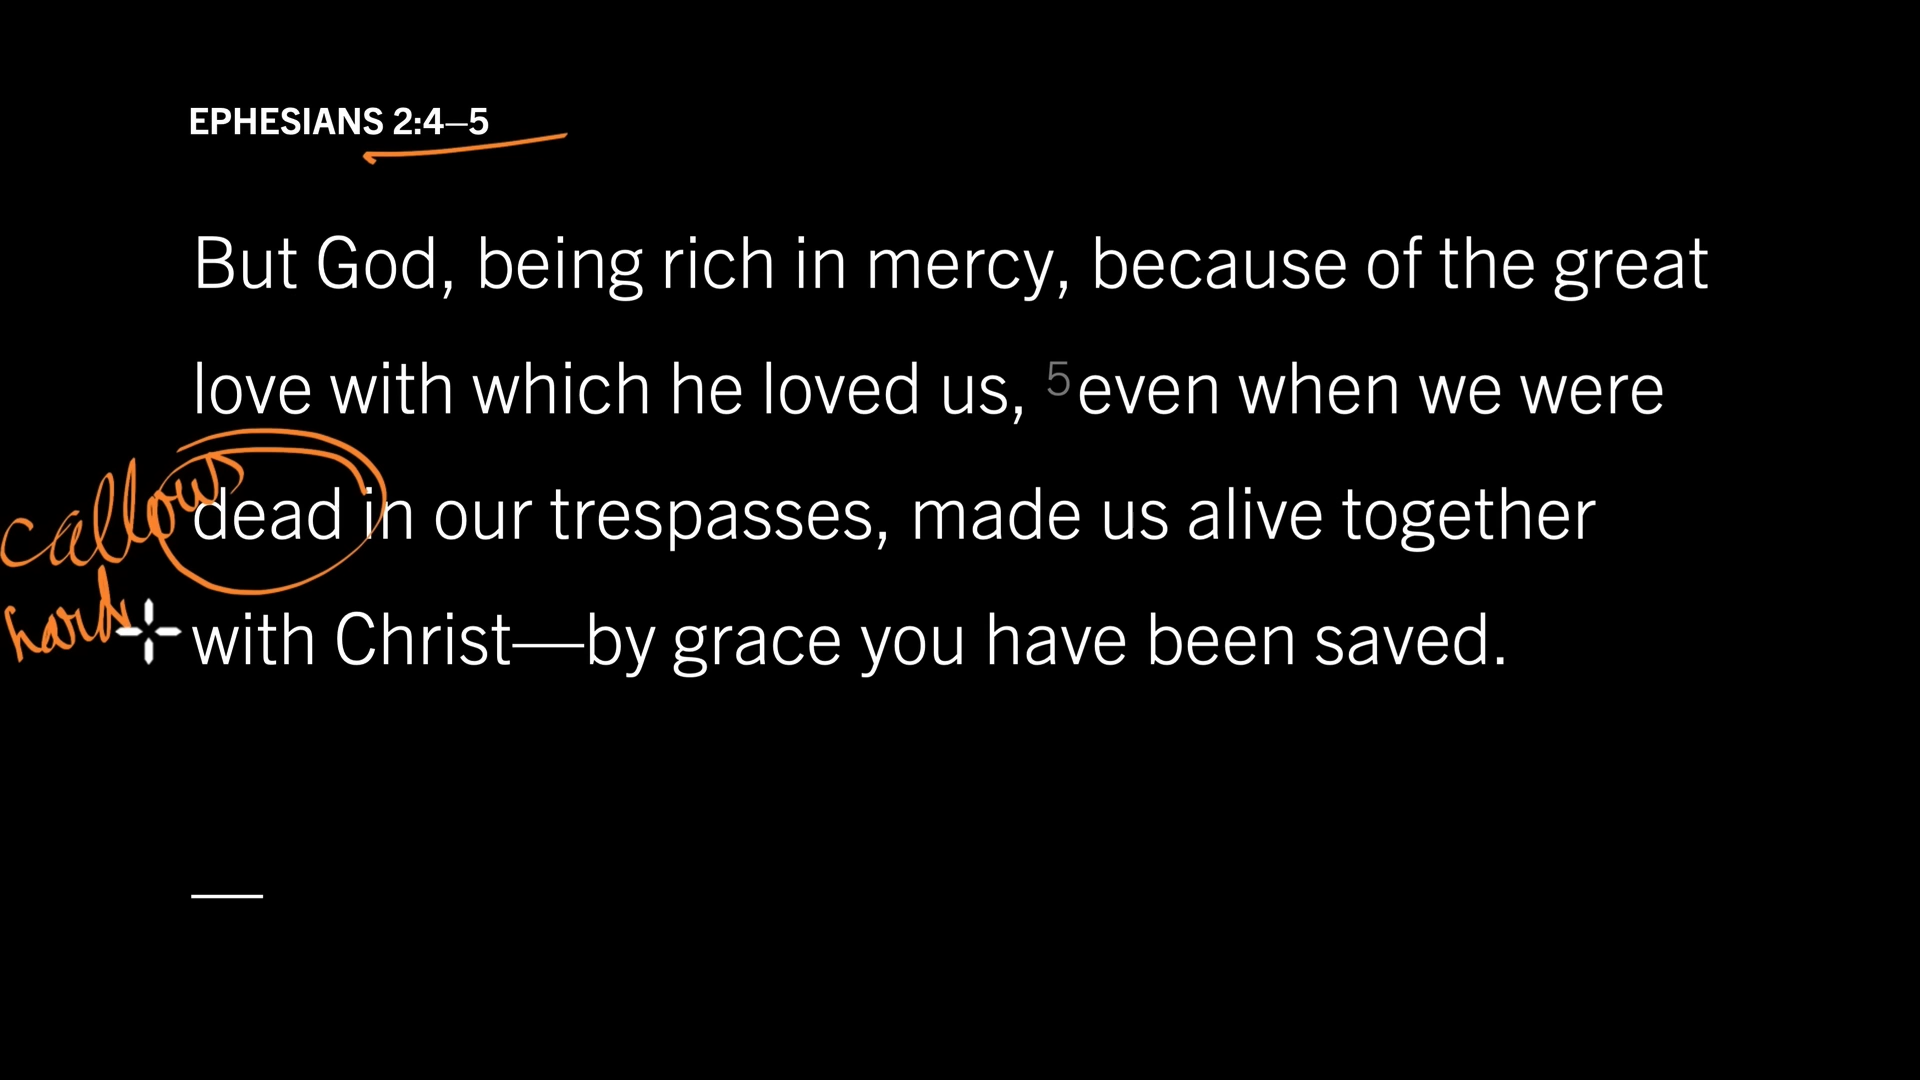 EPHESIANS 2:4–5
But God, being rich in mercy, because of the great
love with which he loved us, 5 even when we were
callous
dead in our trespasses, made us alive together
hard
with Christ—by grace you have been saved.